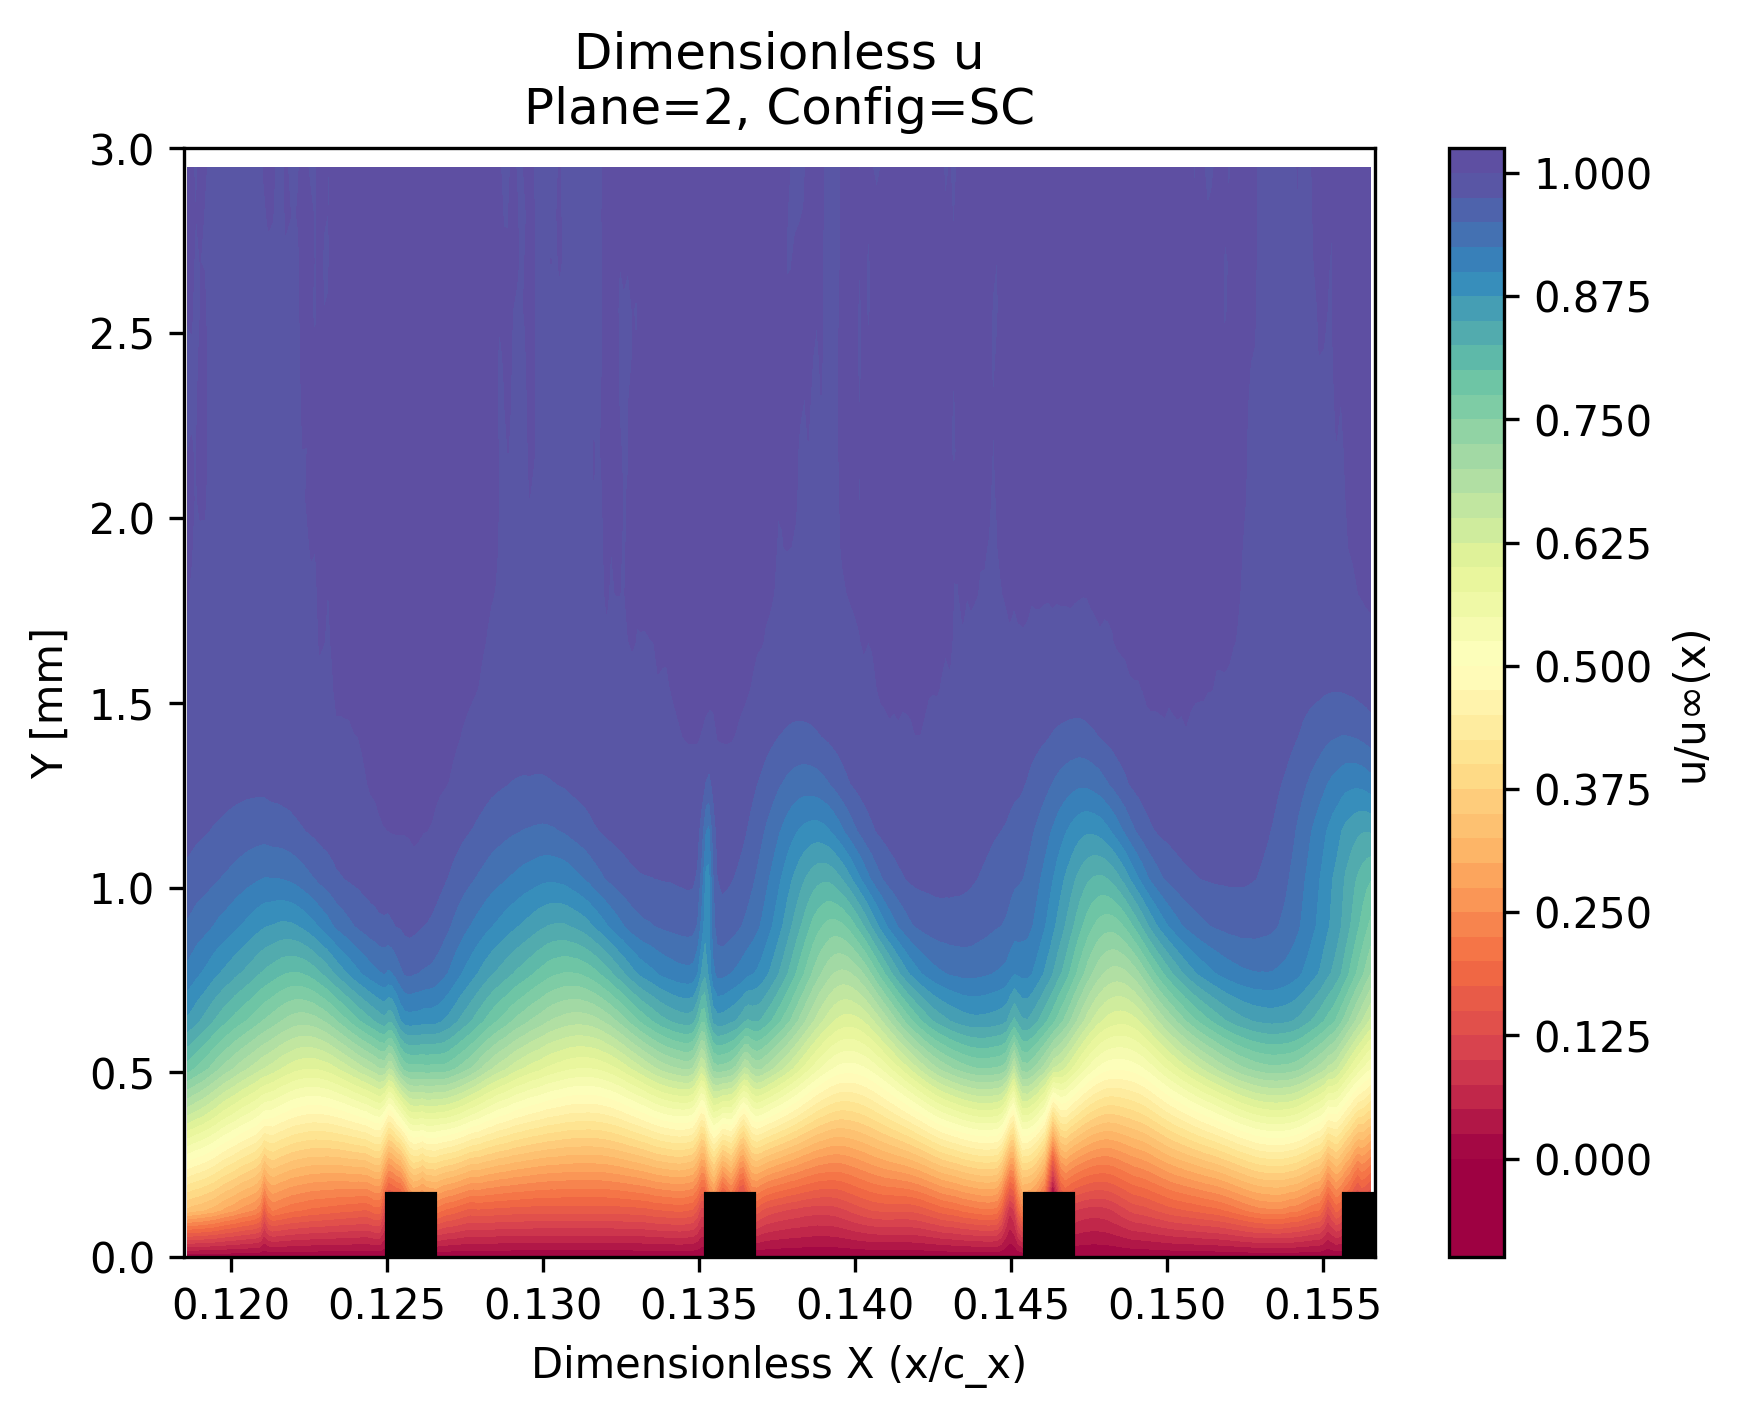 Dimensionless u
Plane=2, Config=SC
3.0
2.5
2.0
1.5
1.0
0.5
0.0
Y [mm]
0.120 0.125 0.130 0.135 0.140 0.145 0.150 0.155
Dimensionless X (x/c_x)
1.000
0.875
0.750
0.625
0.500
0.375
0.250
0.125
0.000
u/u∞(x)